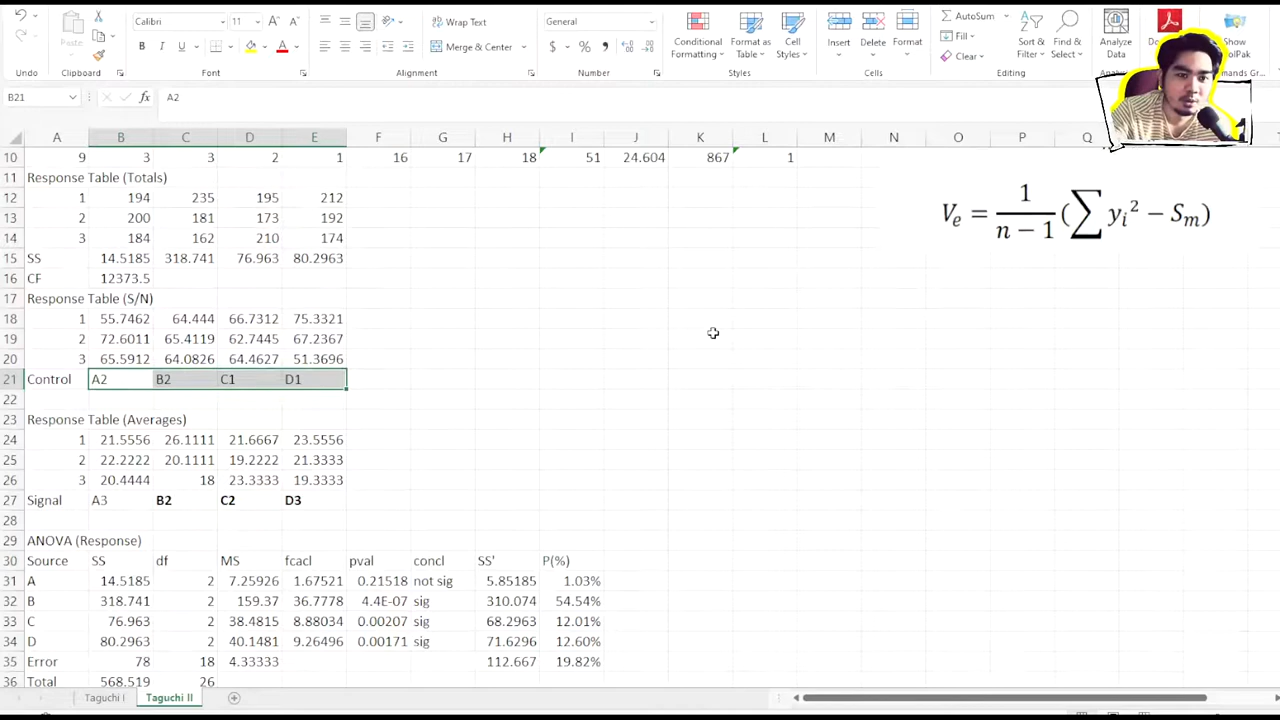 Calibri 11 Wrap Text General AutoSum
Paste Merge & Center $ % Conditional Formatting Format as Table Cell Styles Insert Delete Format Fill Clear Sort & Filter Find & Select Analyze Data Show
B I U A
Undo Clipboard Font Alignment Number Styles Cells Editing
B21 fx A2
A B C D E F G H I J K L M N O P Q
10 9 3 3 2 1 16 17 18 51 24.604 867 1
11 Response Table (Totals)
12 1 194 235 195 212
13 2 200 181 173 192
14 3 184 162 210 174
15 SS 14.5185 318.741 76.963 80.2963
16 CF 12373.5
17 Response Table (S/N)
18 1 55.7462 64.444 66.7312 75.3321
19 2 72.6011 65.4119 62.7445 67.2367
20 3 65.5912 64.0826 64.4627 51.3696
21 Control A2 B2 C1 D1
22
23 Response Table (Averages)
24 1 21.5556 26.1111 21.6667 23.5556
25 2 22.2222 20.1111 19.2222 21.3333
26 3 20.4444 18 23.3333 19.3333
27 Signal A3 B2 C2 D3
28
29 ANOVA (Response)
30 Source SS df MS fcacl pval concl SS' P(%)
31 A 14.5185 2 7.25926 1.67521 0.21518 not sig 5.85185 1.03%
32 B 318.741 2 159.37 36.7778 4.4E-07 sig 310.074 54.54%
33 C 76.963 2 38.4815 8.88034 0.00207 sig 68.2963 12.01%
34 D 80.2963 2 40.1481 9.26496 0.00171 sig 71.6296 12.60%
35 Error 78 18 4.33333 112.667 19.82%
36 Total 568.519 26
Vₑ = 1/(n − 1) (∑ yᵢ² − Sₘ)
Taguchi I Taguchi II